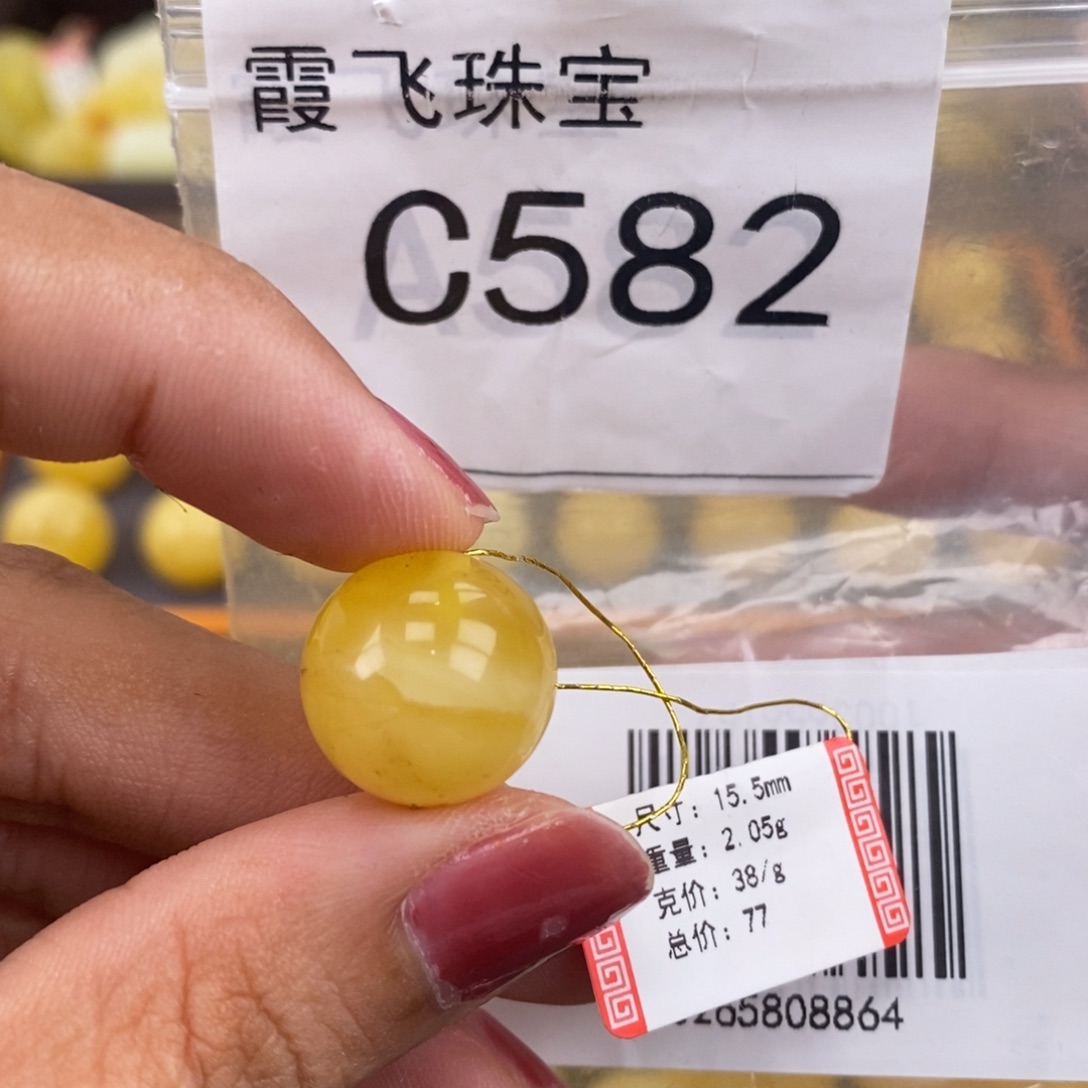 霞飞珠宝
C582
尺寸：15.5mm
重量：2.05g
克价：38/g
总价：77
265808864